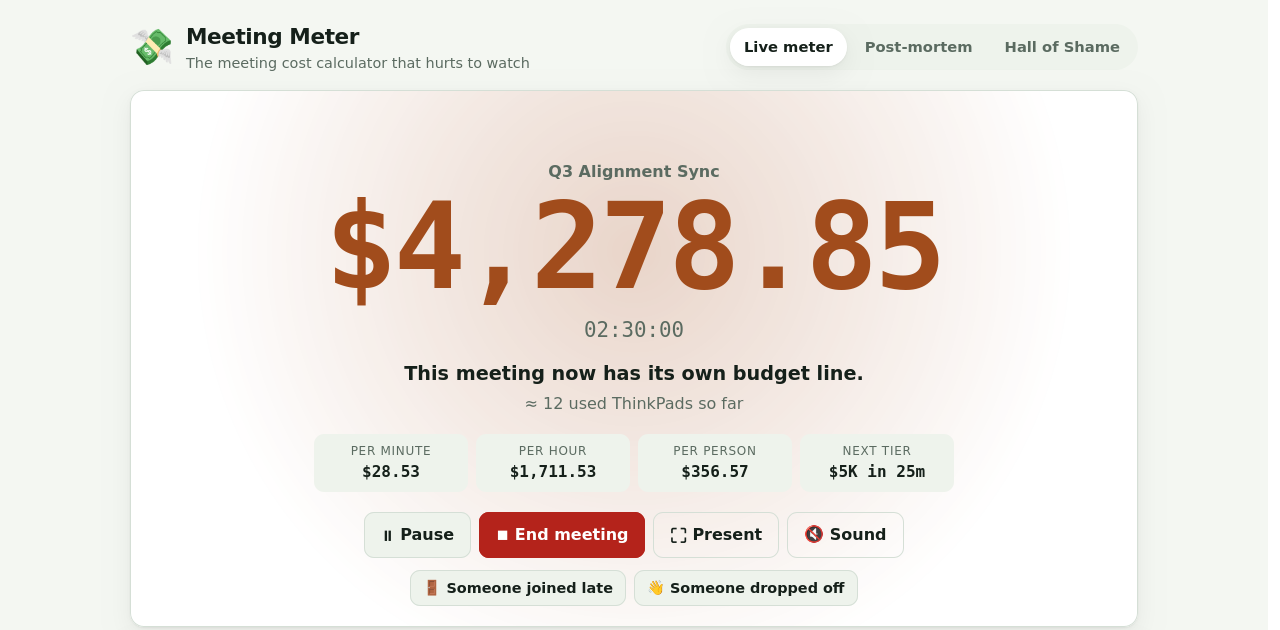 Meeting Meter
The meeting cost calculator that hurts to watch
Live meter
Post-mortem
Hall of Shame
Q3 Alignment Sync
$4,278.85
02:30:00
This meeting now has its own budget line.
≈ 12 used ThinkPads so far
PER MINUTE
$28.53
PER HOUR
$1,711.53
PER PERSON
$356.57
NEXT TIER
$5K in 25m
Pause
End meeting
Present
Sound
Someone joined late
Someone dropped off